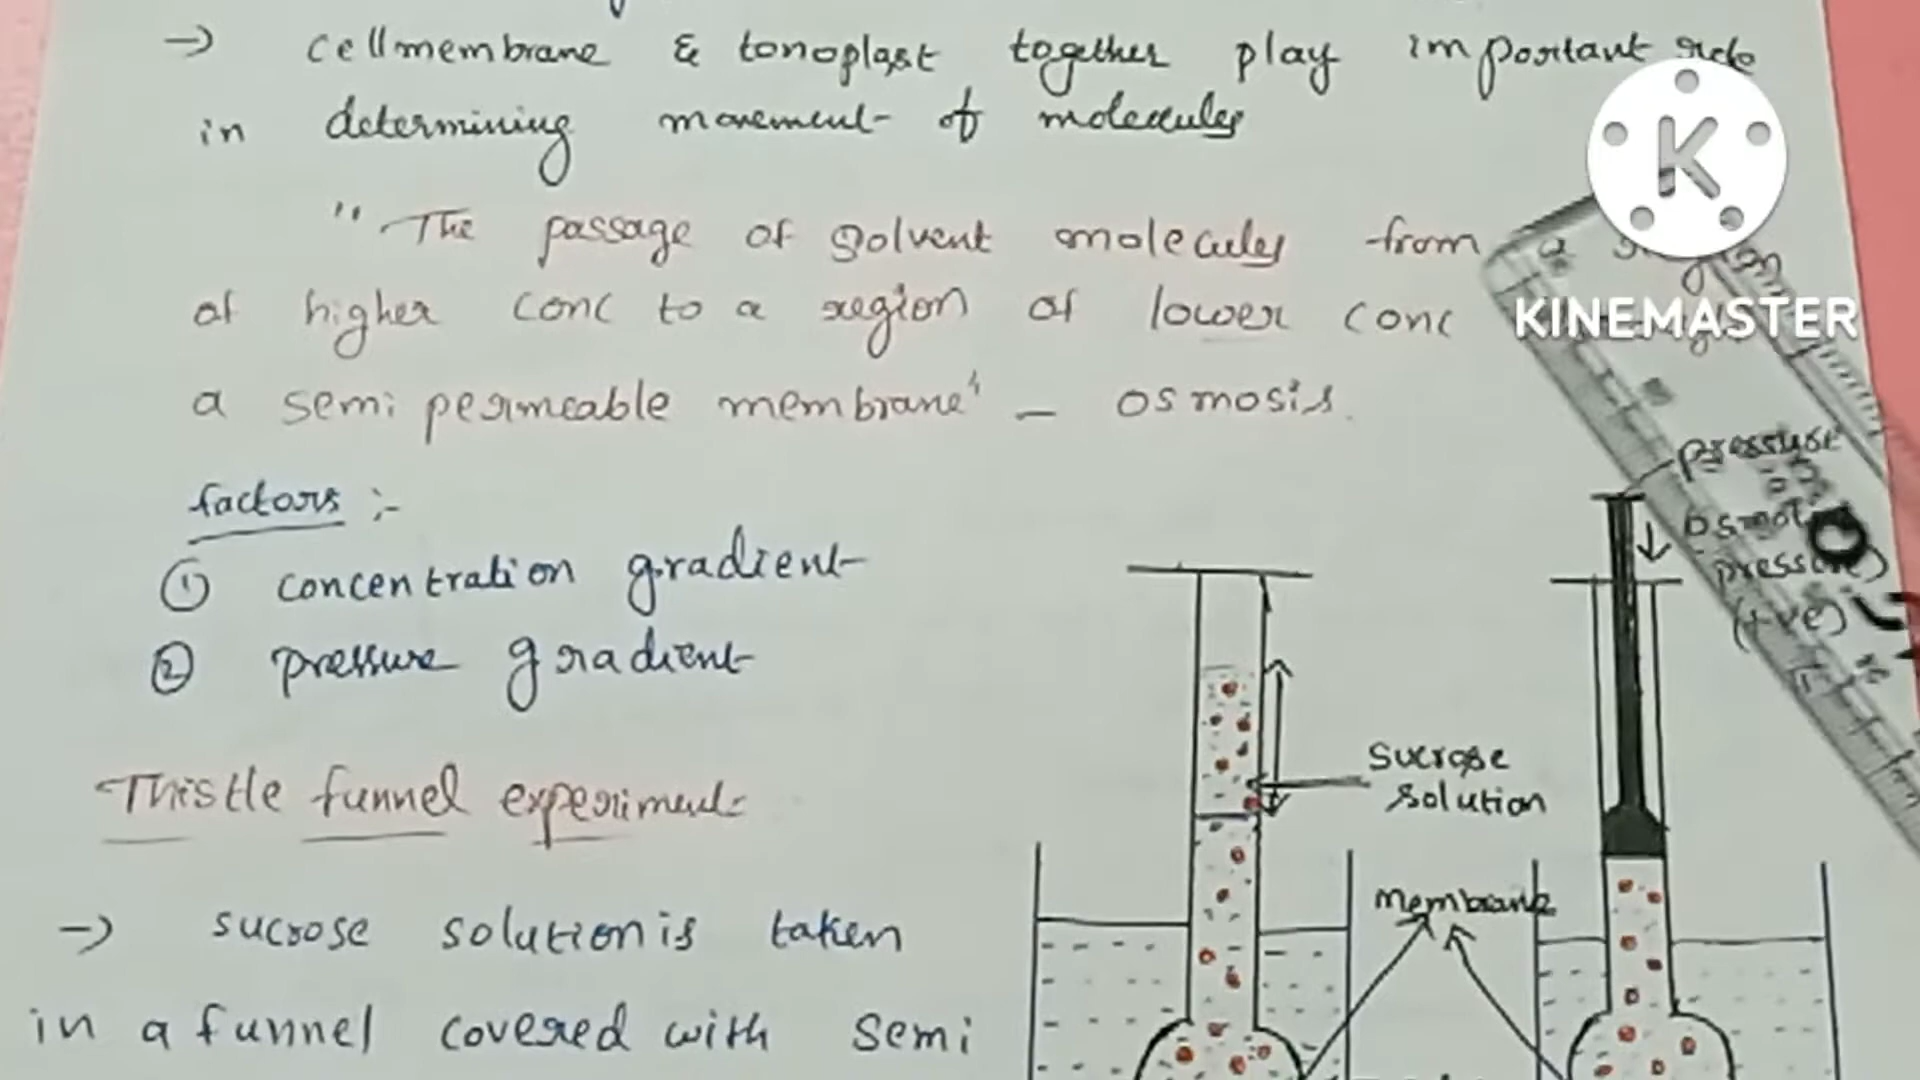 → cellmembrane & tonoplast together play important role
in determining movement of molecules
"The passage of solvent molecules from a
of higher conc to a region of lower conc
a semi permeable membrane" - osmosis.
factors :-
① concentration gradient
② pressure gradient
Thistle funnel experiment:
→ sucrose solution is taken
in a funnel covered with semi
pressure
osmotic
pressure)
(+ve)
sucrose
solution
membrane
K
KINEMASTER